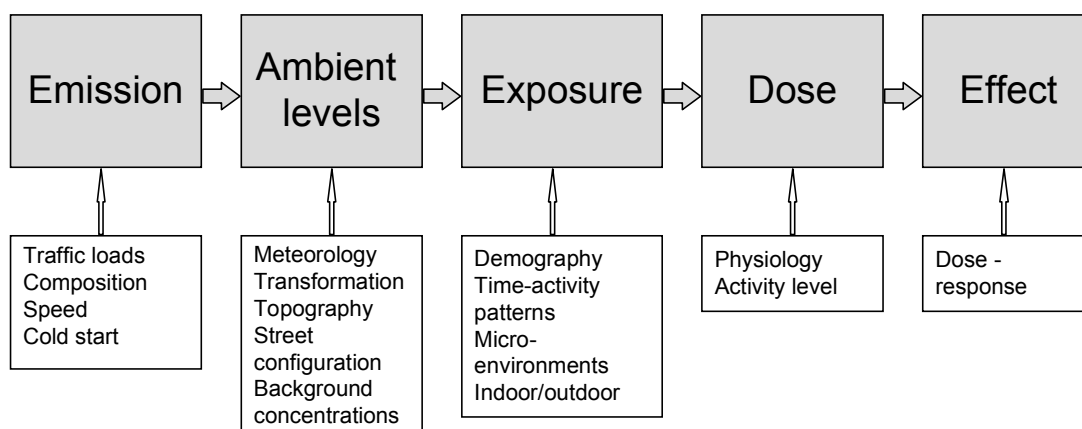 Emission
Ambient
levels
Exposure
Dose
Effect
Traffic loads
Composition
Speed
Cold start
Meteorology
Transformation
Topography
Street
configuration
Background
concentrations
Demography
Time-activity
patterns
Micro-
environments
Indoor/outdoor
Physiology
Activity level
Dose -
response